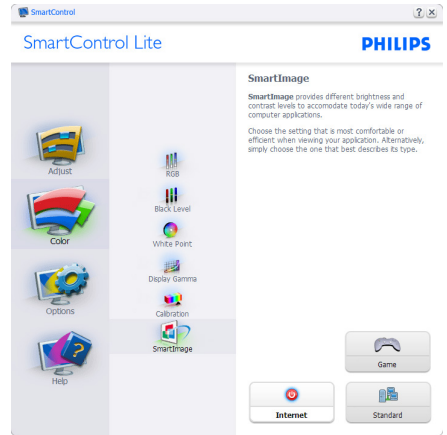 SmartControl
SmartControl Lite
PHILIPS
Adjust
Color
Options
Help
RGB
Black Level
White Point
Display Gamma
Calibration
SmartImage
SmartImage
SmartImage provides different brightness and
contrast levels to accomodate today's wide range of
computer applications.
Choose the setting that is most comfortable or
efficient when viewing your application. Alternatively,
simply choose the one that best describes its type.
Game
Internet
Standard